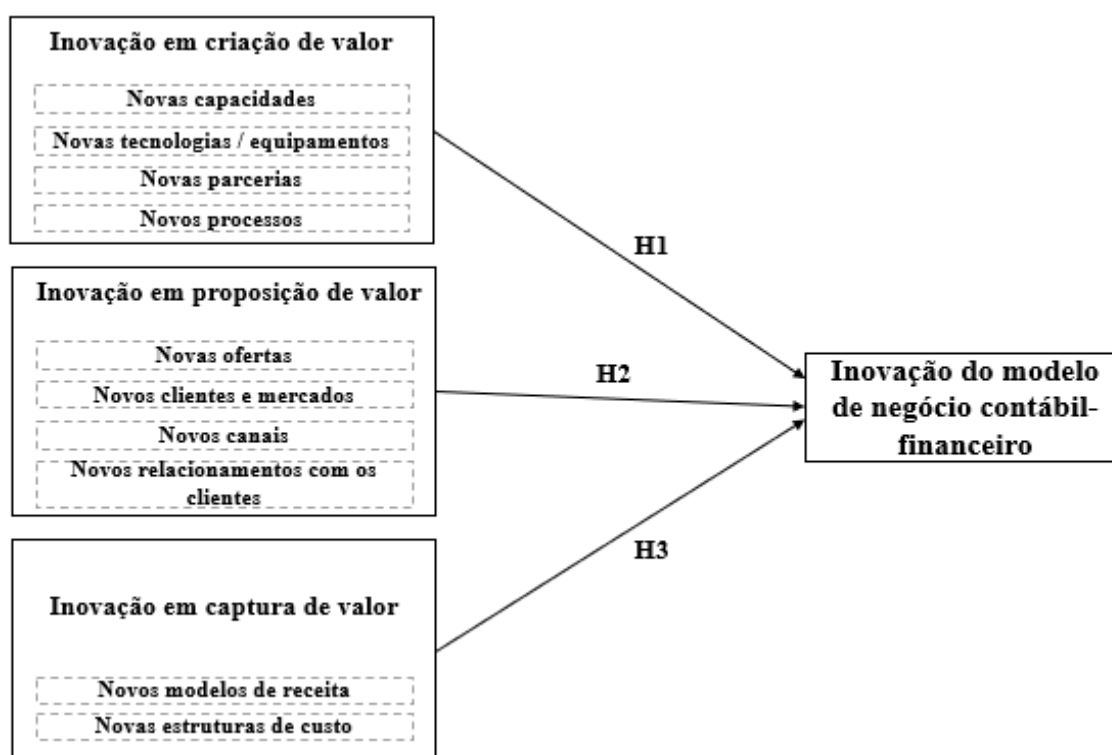 Inovação em criação de valor
Novas capacidades
Novas tecnologias / equipamentos
Novas parcerias
Novos processos
H1
Inovação em proposição de valor
Novas ofertas
Novos clientes e mercados
Novos canais
Novos relacionamentos com os
clientes
H2
Inovação do modelo
de negócio contábil-
financeiro
H3
Inovação em captura de valor
Novos modelos de receita
Novas estruturas de custo